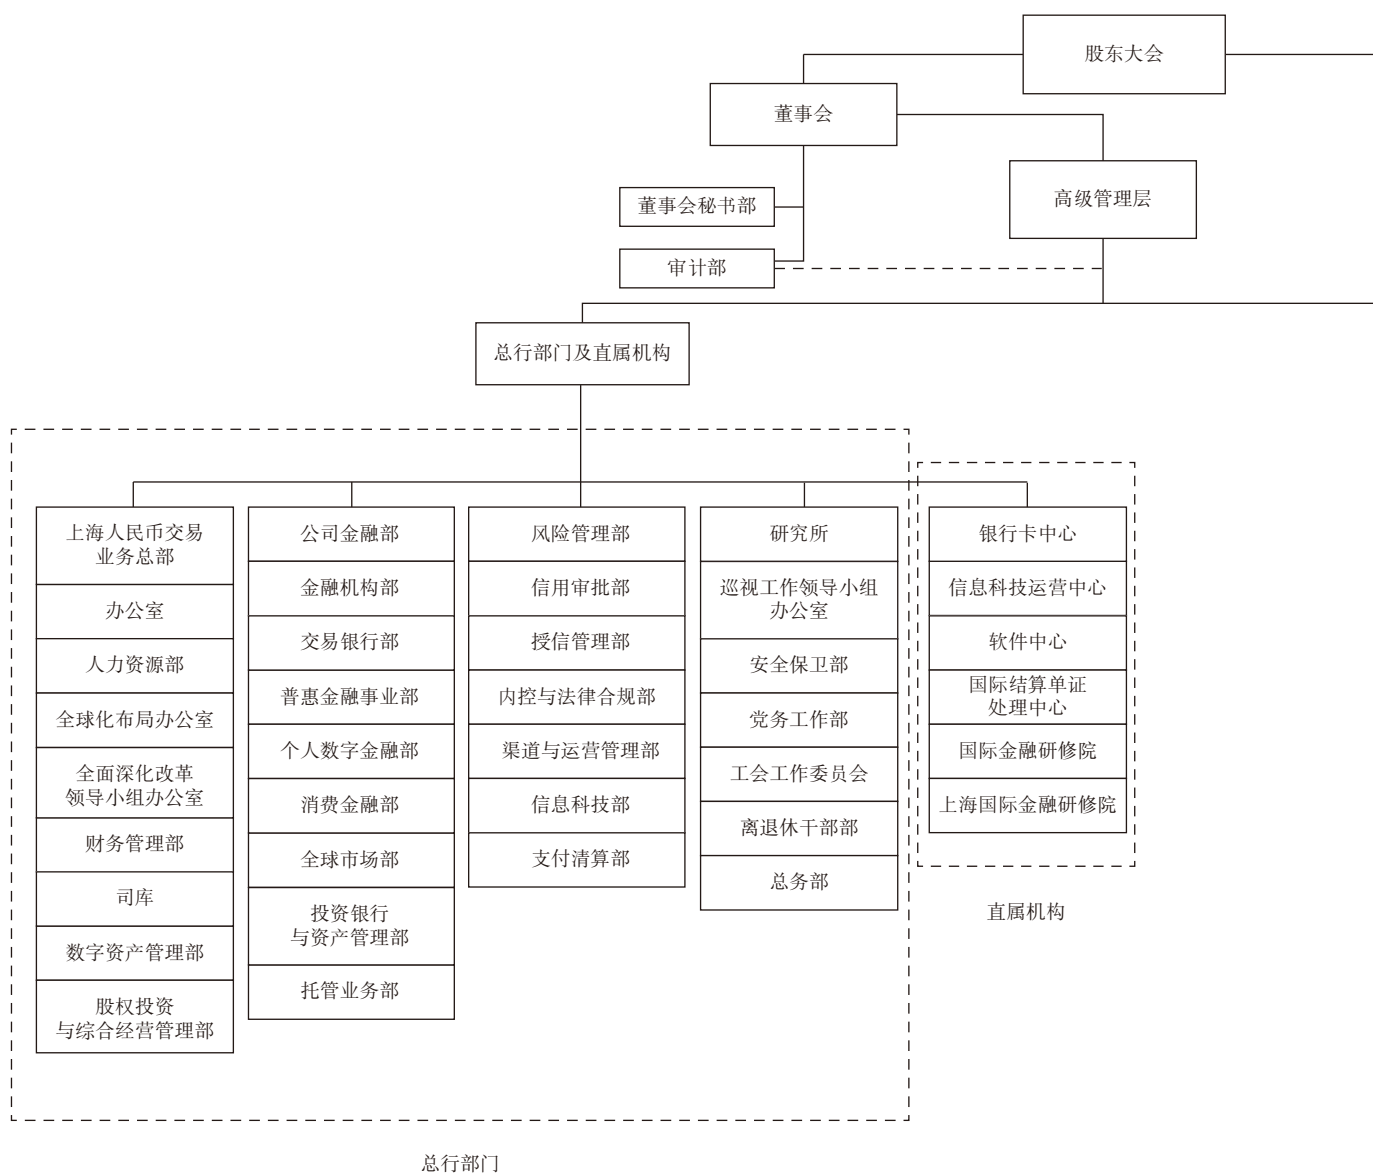 股东大会
董事会
高级管理层
董事会秘书部
审计部
总行部门及直属机构
上海人民币交易
业务总部
办公室
人力资源部
全球化布局办公室
全面深化改革
领导小组办公室
财务管理部
司库
数字资产管理部
股权投资
与综合经营管理部
公司金融部
金融机构部
交易银行部
普惠金融事业部
个人数字金融部
消费金融部
全球市场部
投资银行
与资产管理部
托管业务部
风险管理部
信用审批部
授信管理部
内控与法律合规部
渠道与运营管理部
信息科技部
支付清算部
研究所
巡视工作领导小组
办公室
安全保卫部
党务工作部
工会工作委员会
离退休干部部
总务部
银行卡中心
信息科技运营中心
软件中心
国际结算单证
处理中心
国际金融研修院
上海国际金融研修院
直属机构
总行部门